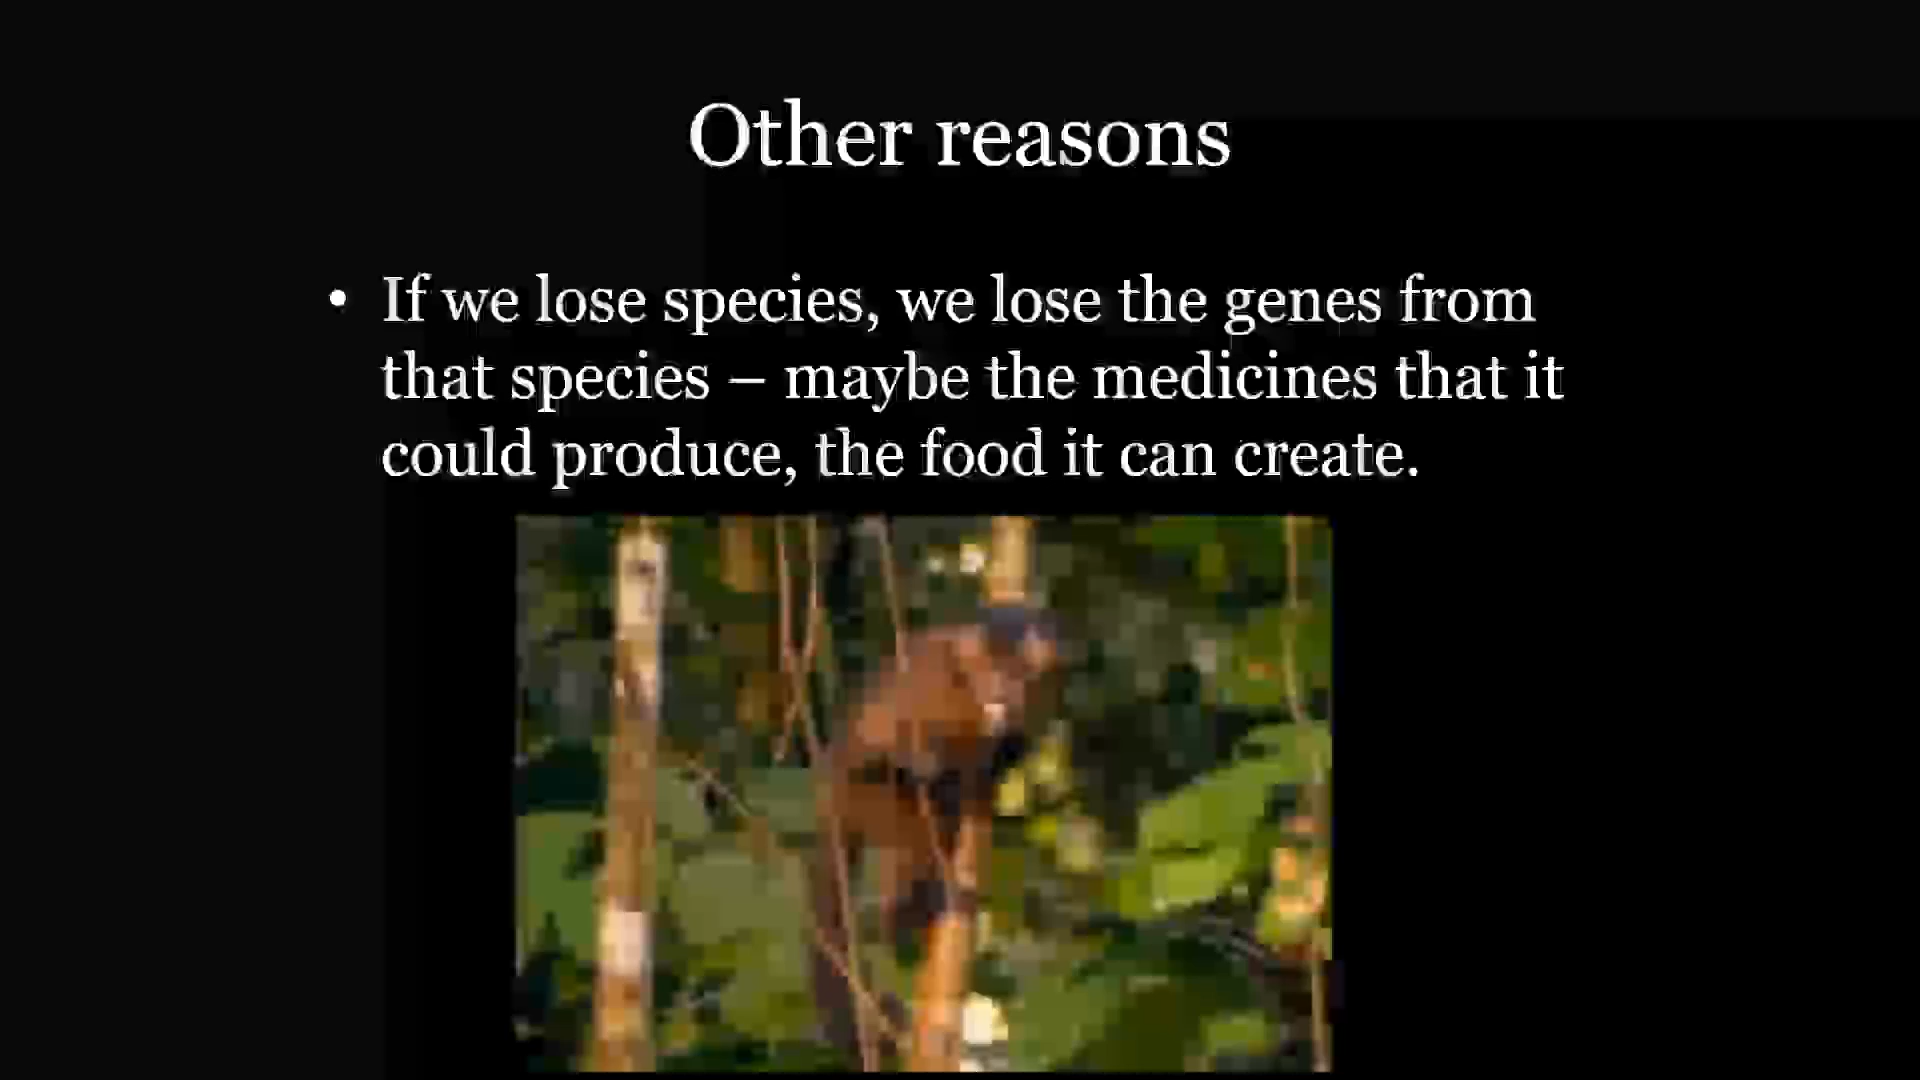 Other reasons
• If we lose species, we lose the genes from
that species – maybe the medicines that it
could produce, the food it can create.